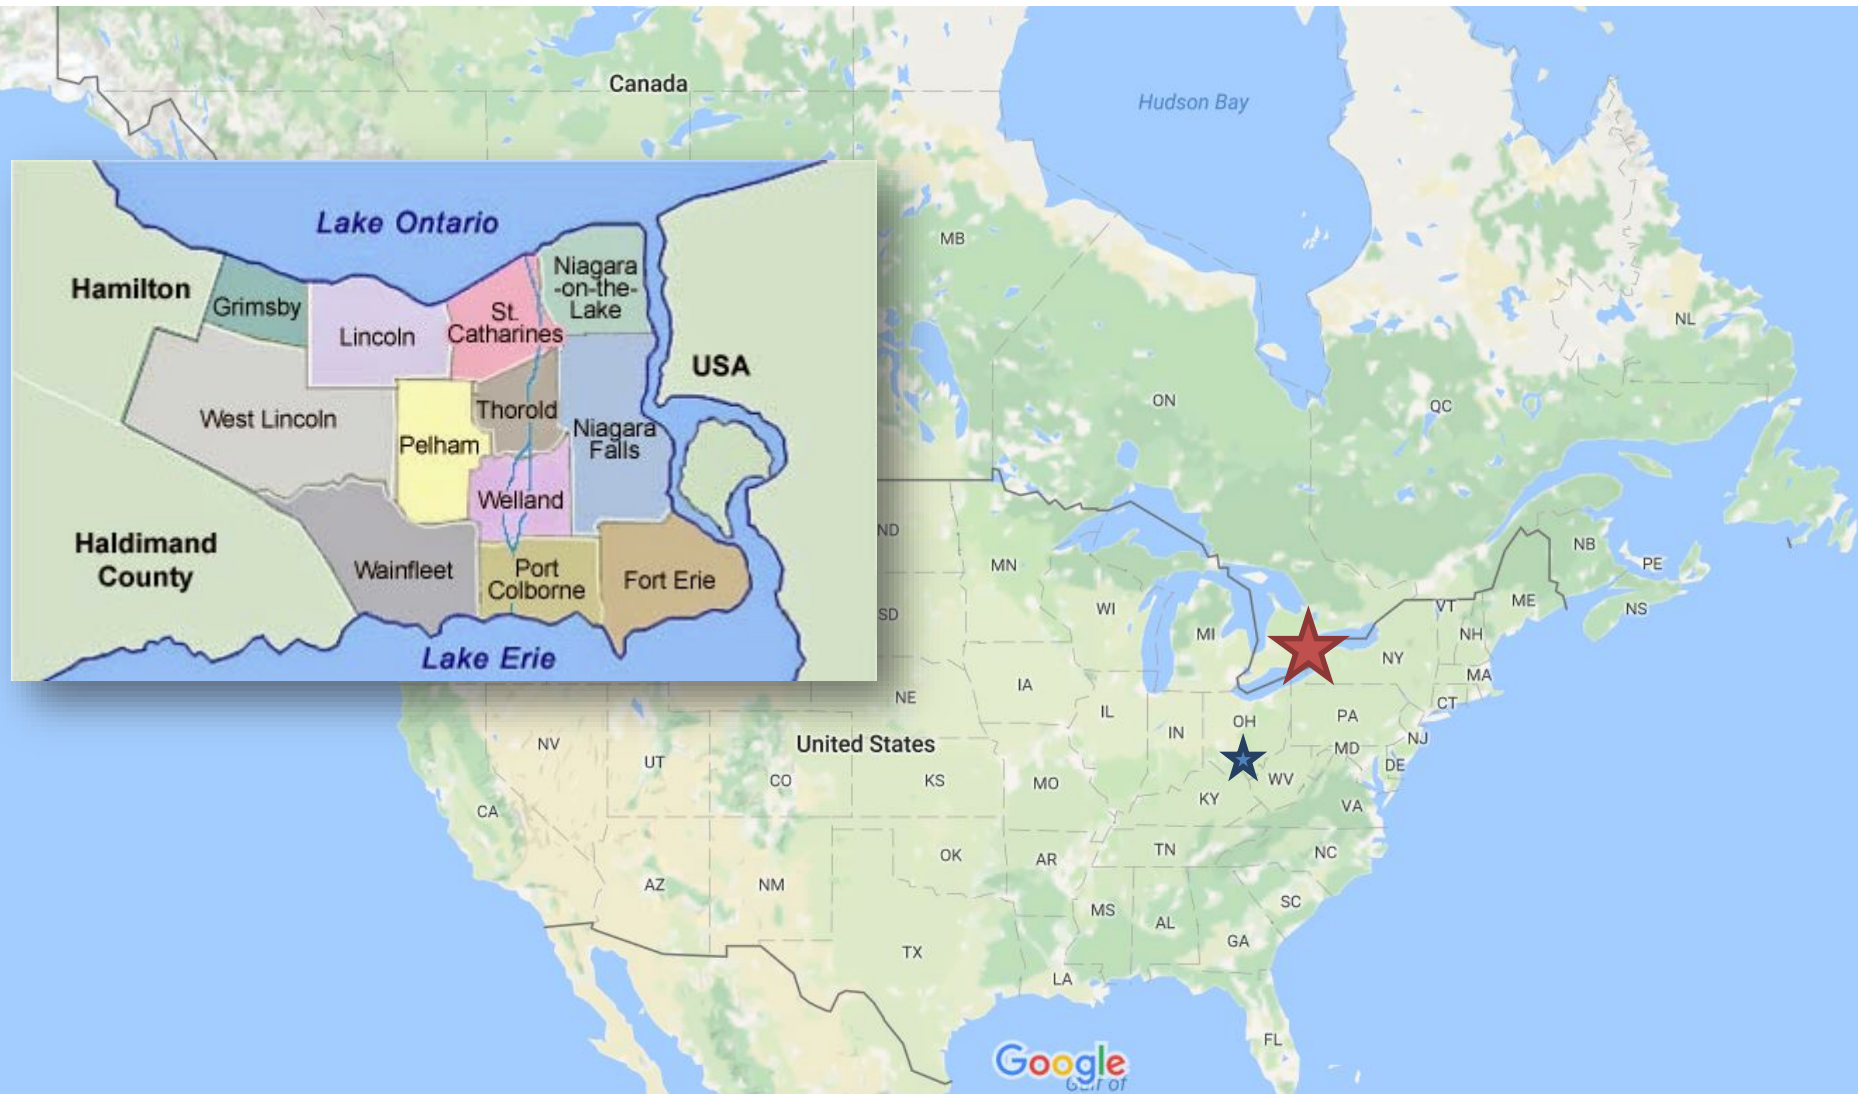 Canada
Hudson Bay
MB
NL
ON
QC
ND
MN
NB
PE
SD
WI
MI
VT
ME
NS
NH
NY
MA
NE
IA
IL
IN
OH
PA
CT
NJ
NV
UT
United States
MD
DE
CO
KS
MO
WV
KY
VA
CA
OK
AR
TN
NC
AZ
NM
MS
AL
SC
TX
GA
LA
FL
Google
Gulf of
Lake Ontario
Hamilton
Grimsby
Lincoln
St.
Catharines
Niagara
-on-the-
Lake
USA
West Lincoln
Pelham
Thorold
Niagara
Falls
Welland
Haldimand
County
Wainfleet
Port
Colborne
Fort Erie
Lake Erie